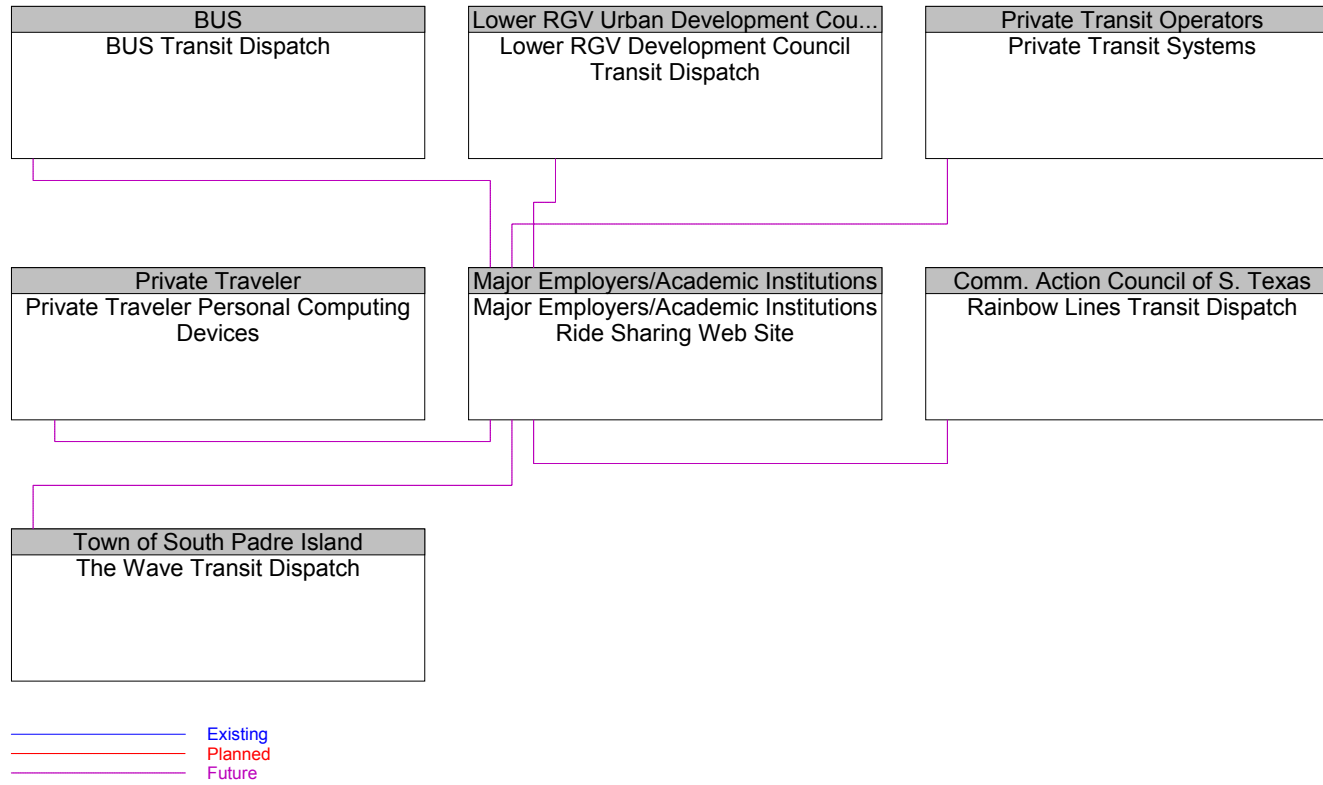 BUS
BUS Transit Dispatch
Lower RGV Urban Development Cou...
Lower RGV Development Council
Transit Dispatch
Private Transit Operators
Private Transit Systems
Private Traveler
Private Traveler Personal Computing
Devices
Major Employers/Academic Institutions
Major Employers/Academic Institutions
Ride Sharing Web Site
Comm. Action Council of S. Texas
Rainbow Lines Transit Dispatch
Town of South Padre Island
The Wave Transit Dispatch
Existing
Planned
Future